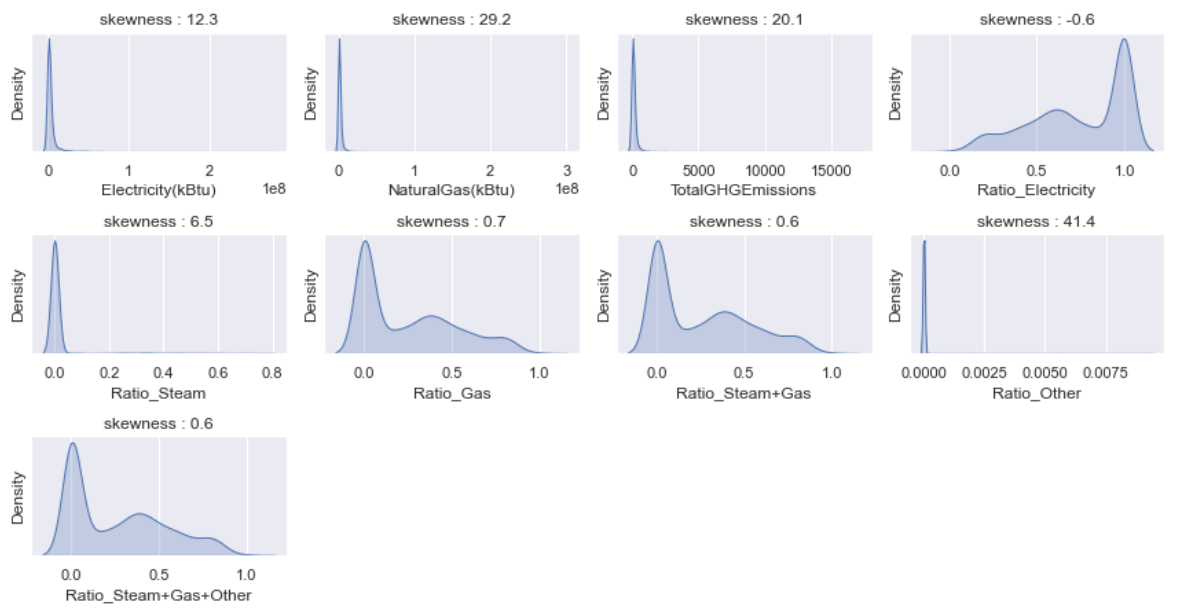 skewness : 12.3
Density
0 1 2
1e8
Electricity(kBtu)
skewness : 29.2
Density
0 1 2 3
1e8
NaturalGas(kBtu)
skewness : 20.1
Density
0 5000 10000 15000
TotalGHGEmissions
skewness : -0.6
Density
0.0 0.5 1.0
Ratio_Electricity
skewness : 6.5
Density
0.0 0.2 0.4 0.6 0.8
Ratio_Steam
skewness : 0.7
Density
0.0 0.5 1.0
Ratio_Gas
skewness : 0.6
Density
0.0 0.5 1.0
Ratio_Steam+Gas
skewness : 41.4
Density
0.0000 0.0025 0.0050 0.0075
Ratio_Other
skewness : 0.6
Density
0.0 0.5 1.0
Ratio_Steam+Gas+Other